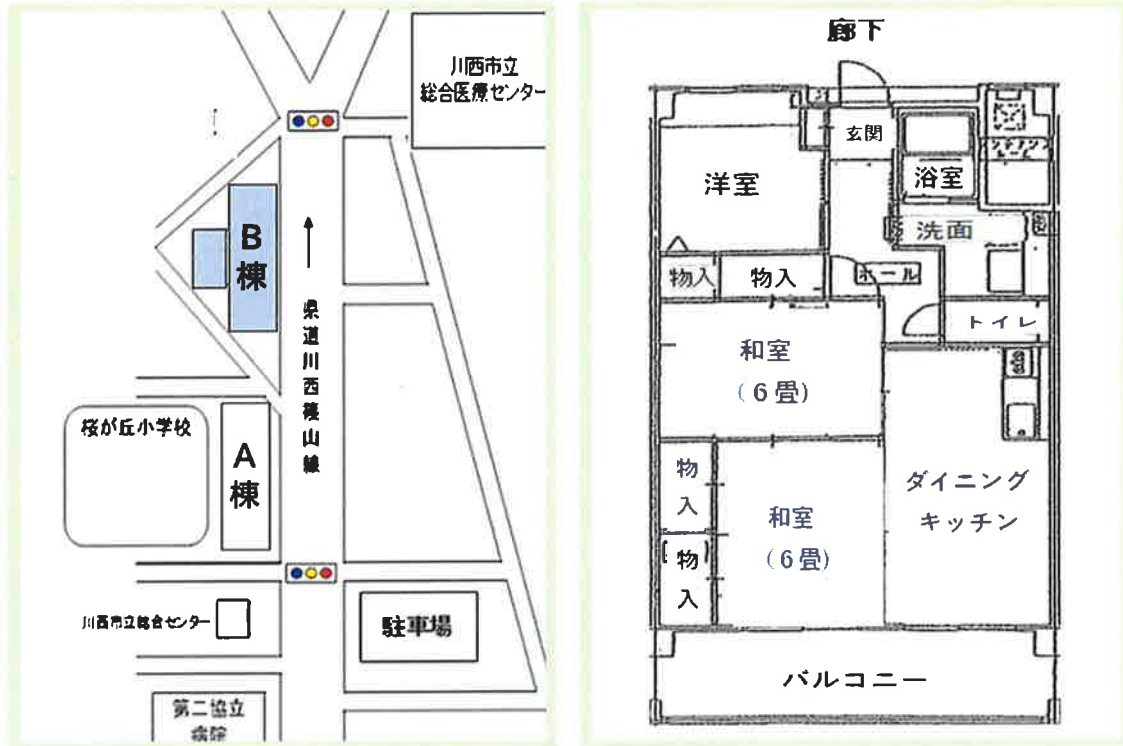 川西市立
総合医療センター
B
棟
県道川西篠山線
桜が丘小学校
A
棟
川西市立総合センター
駐車場
第二協立
病院
廊下
玄関
洋室
浴室
洗面
物入
物入
ホール
トイレ
和室
(6畳)
物入
ダイニング
キッチン
和室
(6畳)
物入
バルコニー